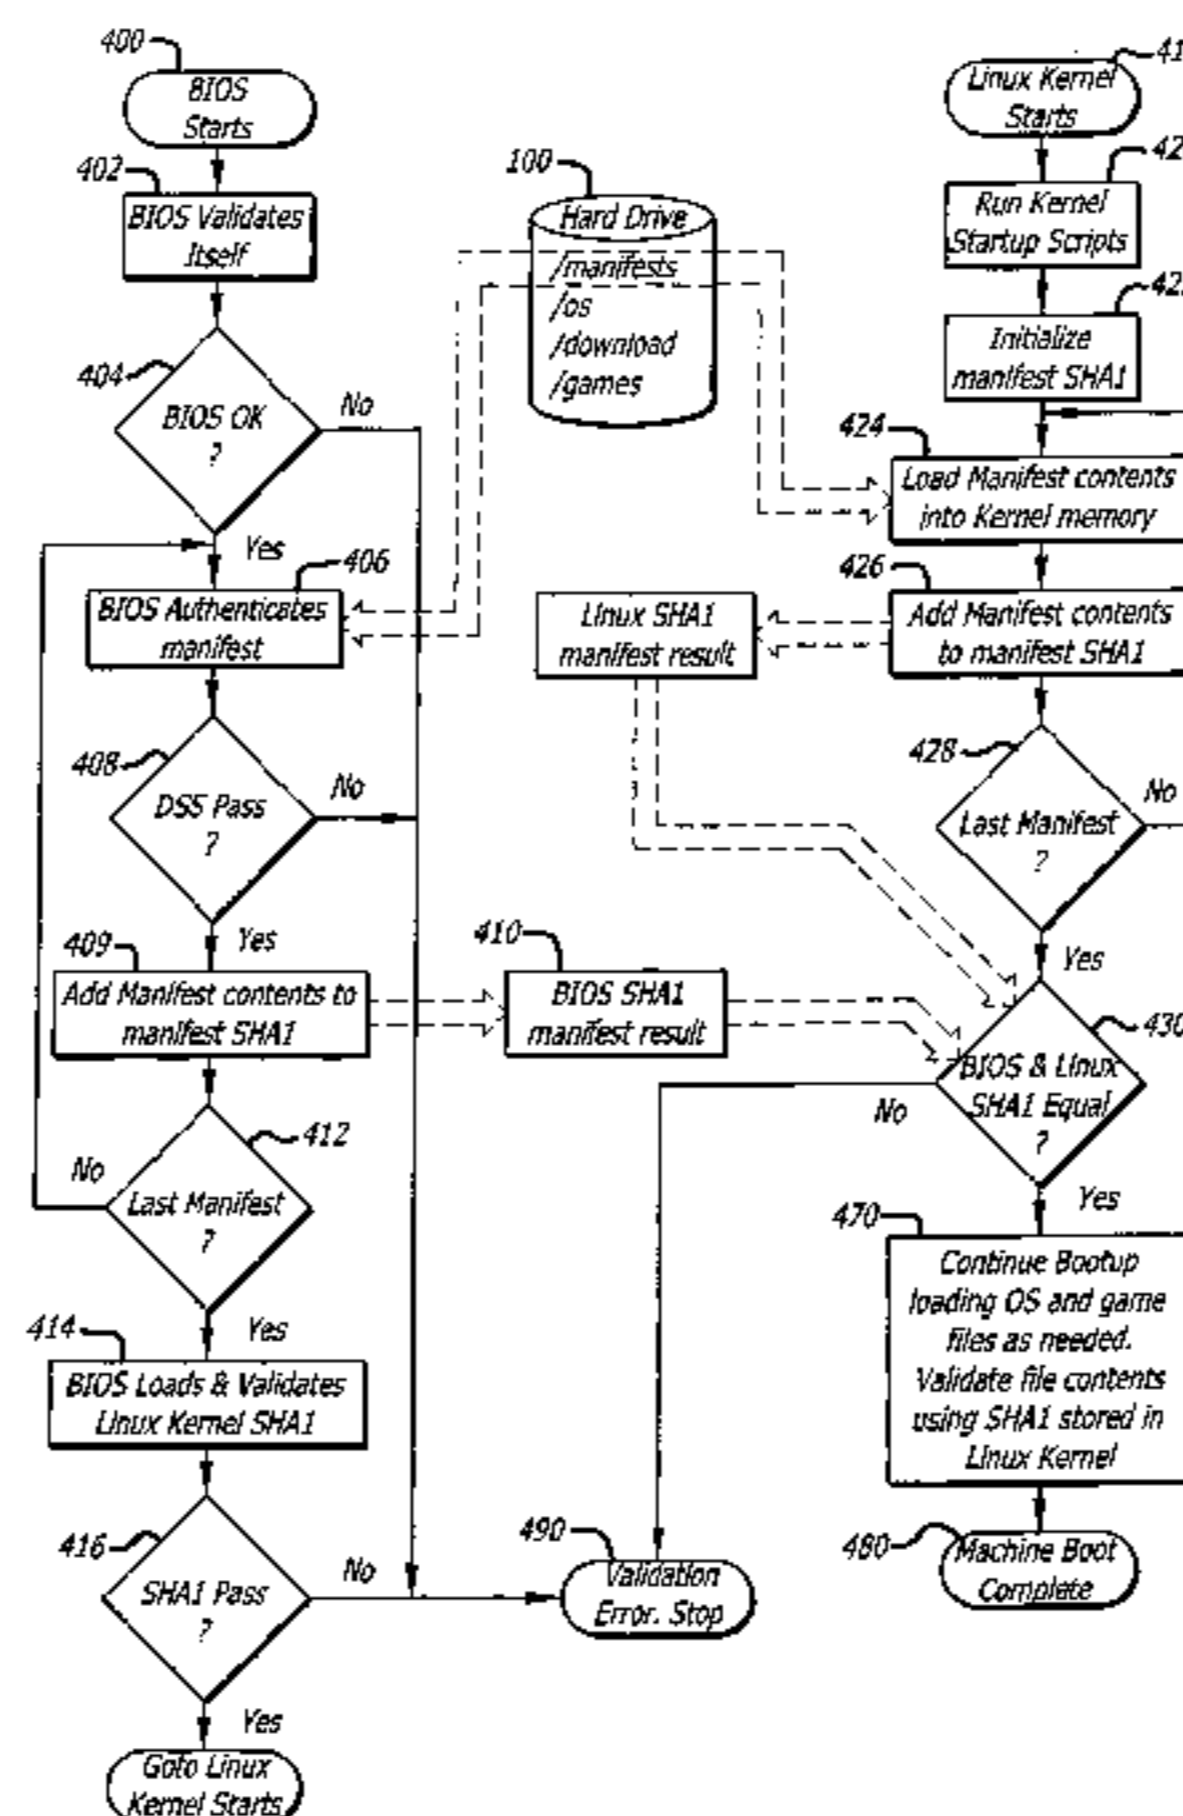 400
BIOS
Starts
402
BIOS Validates
Itself
404
BIOS OK
?
No
Yes
406
BIOS Authenticates
manifest
408
DSS Pass
?
No
Yes
409
Add Manifest contents to
manifest SHA1
410
BIOS SHA1
manifest result
412
Last Manifest
?
No
Yes
414
BIOS Loads & Validates
Linux Kernel SHA1
416
SHA1 Pass
?
No
Yes
Goto Linux
Kernel Starts
100
Hard Drive
/manifests
/os
/download
/games
Linux SHA1
manifest result
490
Validation
Error. Stop
Linux Kernel
Starts
Run Kernel
Startup Scripts
Initialize
manifest SHA1
424
Load Manifest contents
into Kernel memory
426
Add Manifest contents
to manifest SHA1
428
Last Manifest
?
No
Yes
430
BIOS & Linux
SHA1 Equal
?
No
Yes
470
Continue Bootup
loading OS and game
files as needed.
Validate file contents
using SHA1 stored in
Linux Kernel
480
Machine Boot
Complete